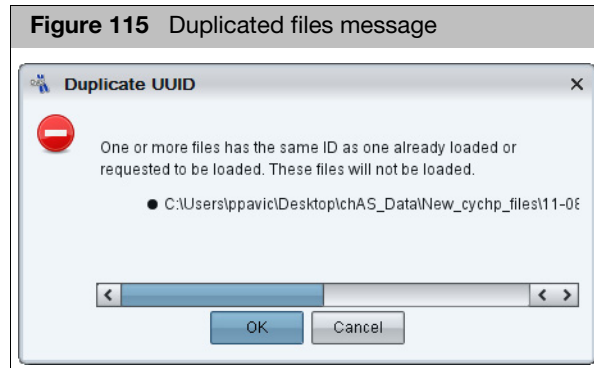 Figure 115 Duplicated files message
Duplicate UUID
One or more files has the same ID as one already loaded or
requested to be loaded. These files will not be loaded.
● C:\Users\ppavic\Desktop\chAS_Data\New_cychp_files\11-08
OK Cancel